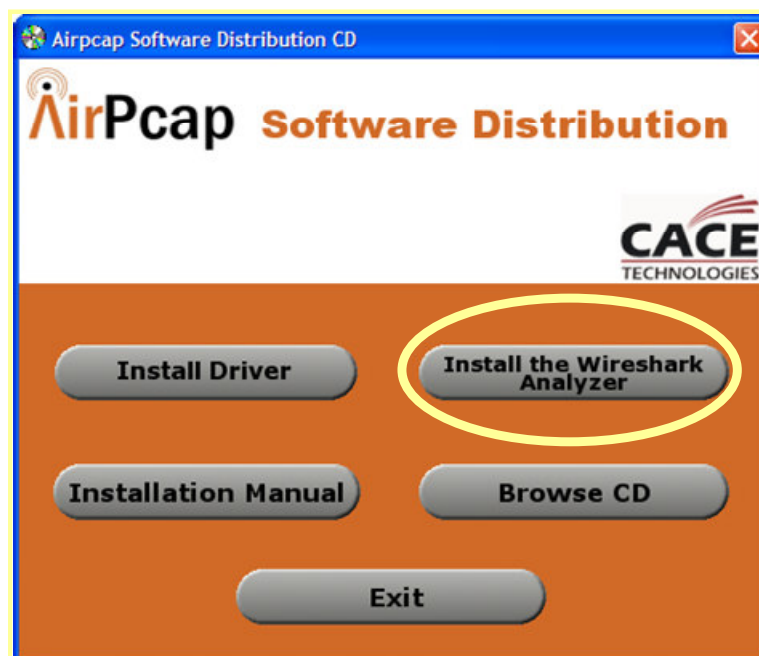 Airpcap Software Distribution CD
AirPcap Software Distribution
CACE
TECHNOLOGIES
Install Driver
Install the Wireshark
Analyzer
Installation Manual
Browse CD
Exit